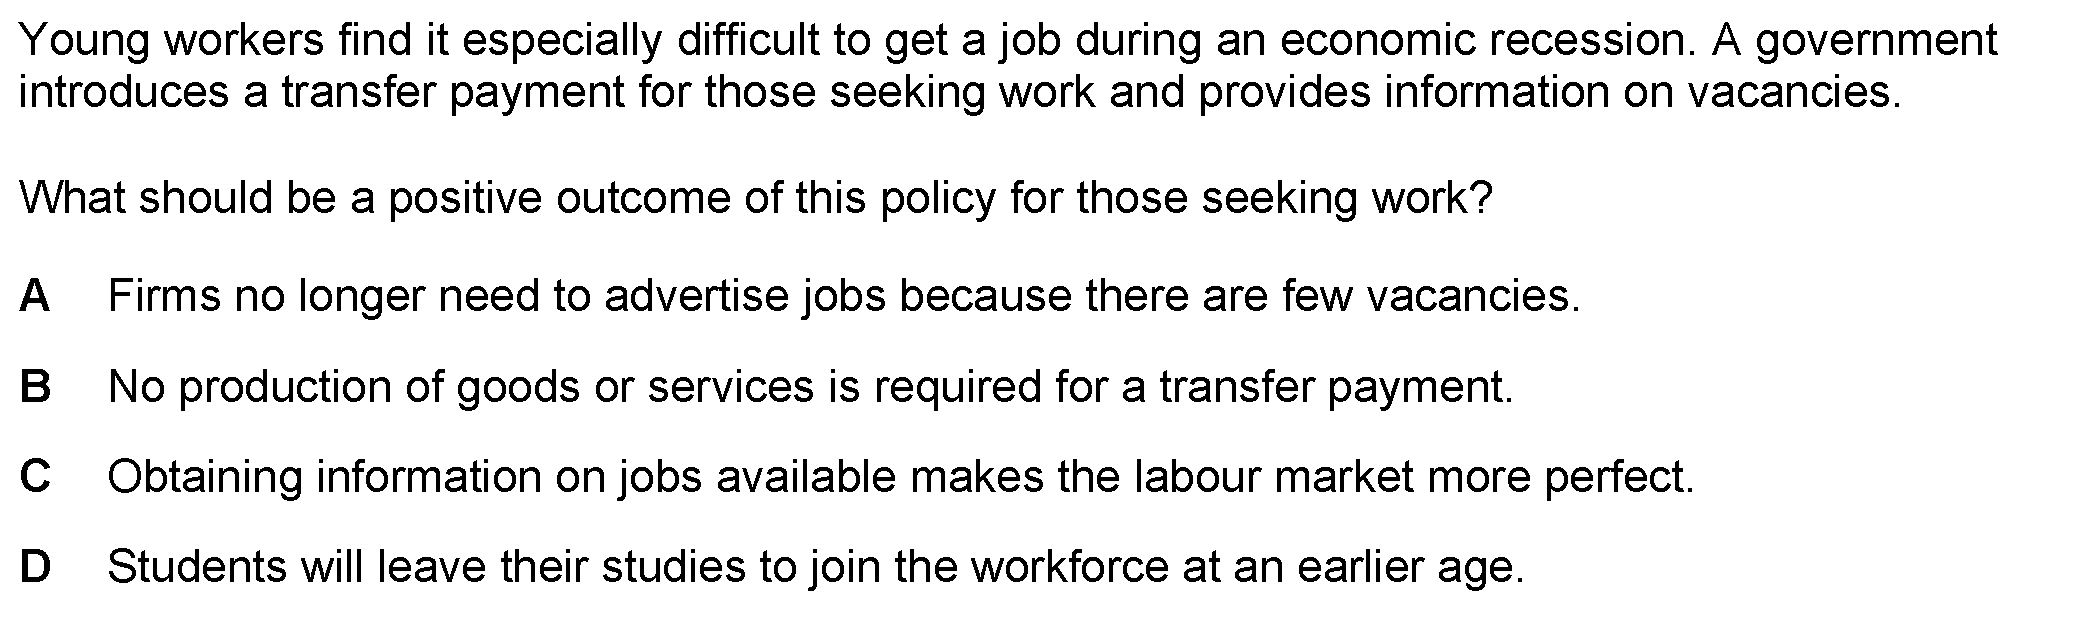 Young workers find it especially difficult to get a job during an economic recession. A government
introduces a transfer payment for those seeking work and provides information on vacancies.
What should be a positive outcome of this policy for those seeking work?
A Firms no longer need to advertise jobs because there are few vacancies.
B No production of goods or services is required for a transfer payment.
C Obtaining information on jobs available makes the labour market more perfect.
D Students will leave their studies to join the workforce at an earlier age.